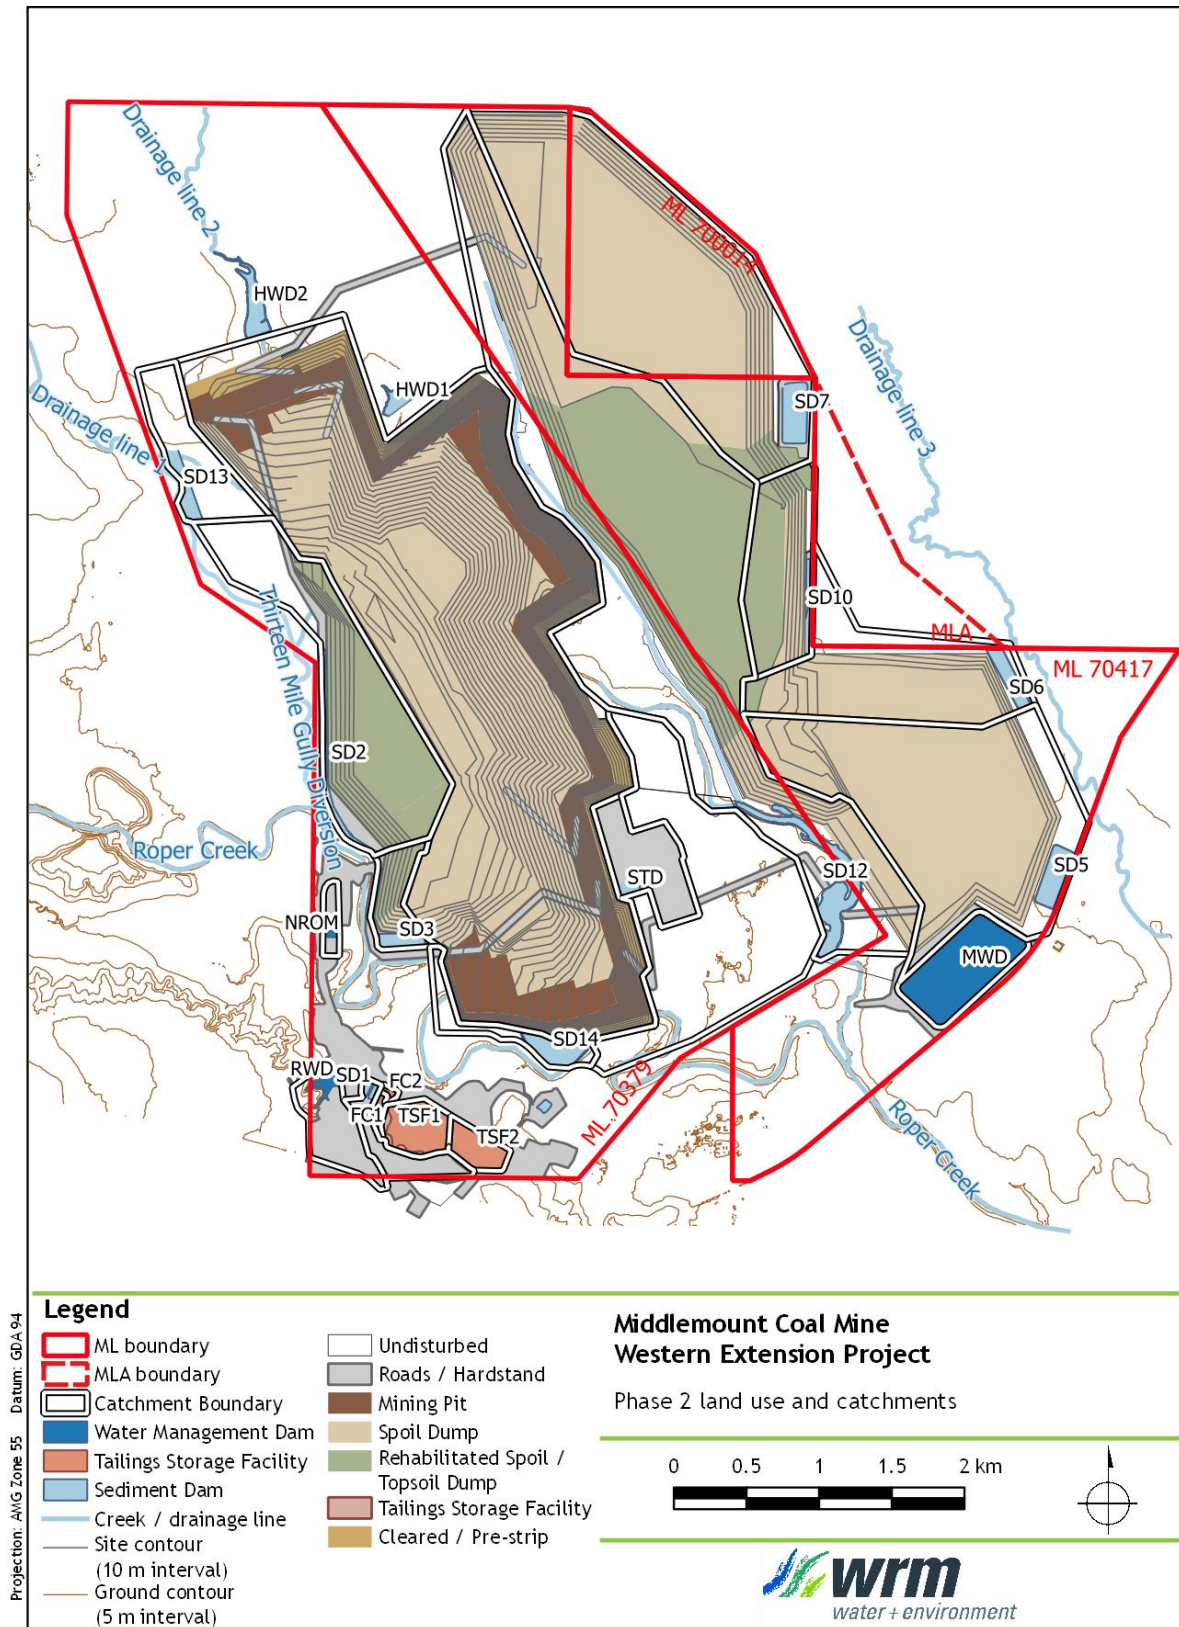 Drainage line 2
ML 700014
HWD2
Drainage line 3
HWD1
SD7
Drainage line 1
SD13
SD10
Thirteen Mile Gully Diversion
MLA
ML 70417
SD6
SD2
Roper Creek
SD5
STD
SD12
NROM
SD3
MWD
SD14
RWD
SD1
FC2
FC1
TSF1
TSF2
ML 70379
Roper Creek
Projection: AMG Zone 55 Datum: GDA94
Legend
ML boundary
MLA boundary
Catchment Boundary
Water Management Dam
Tailings Storage Facility
Sediment Dam
Creek / drainage line
Site contour
(10 m interval)
Ground contour
(5 m interval)
Undisturbed
Roads / Hardstand
Mining Pit
Spoil Dump
Rehabilitated Spoil /
Topsoil Dump
Tailings Storage Facility
Cleared / Pre-strip
Middlemount Coal Mine
Western Extension Project
Phase 2 land use and catchments
0 0.5 1 1.5 2 km
wrm
water + environment